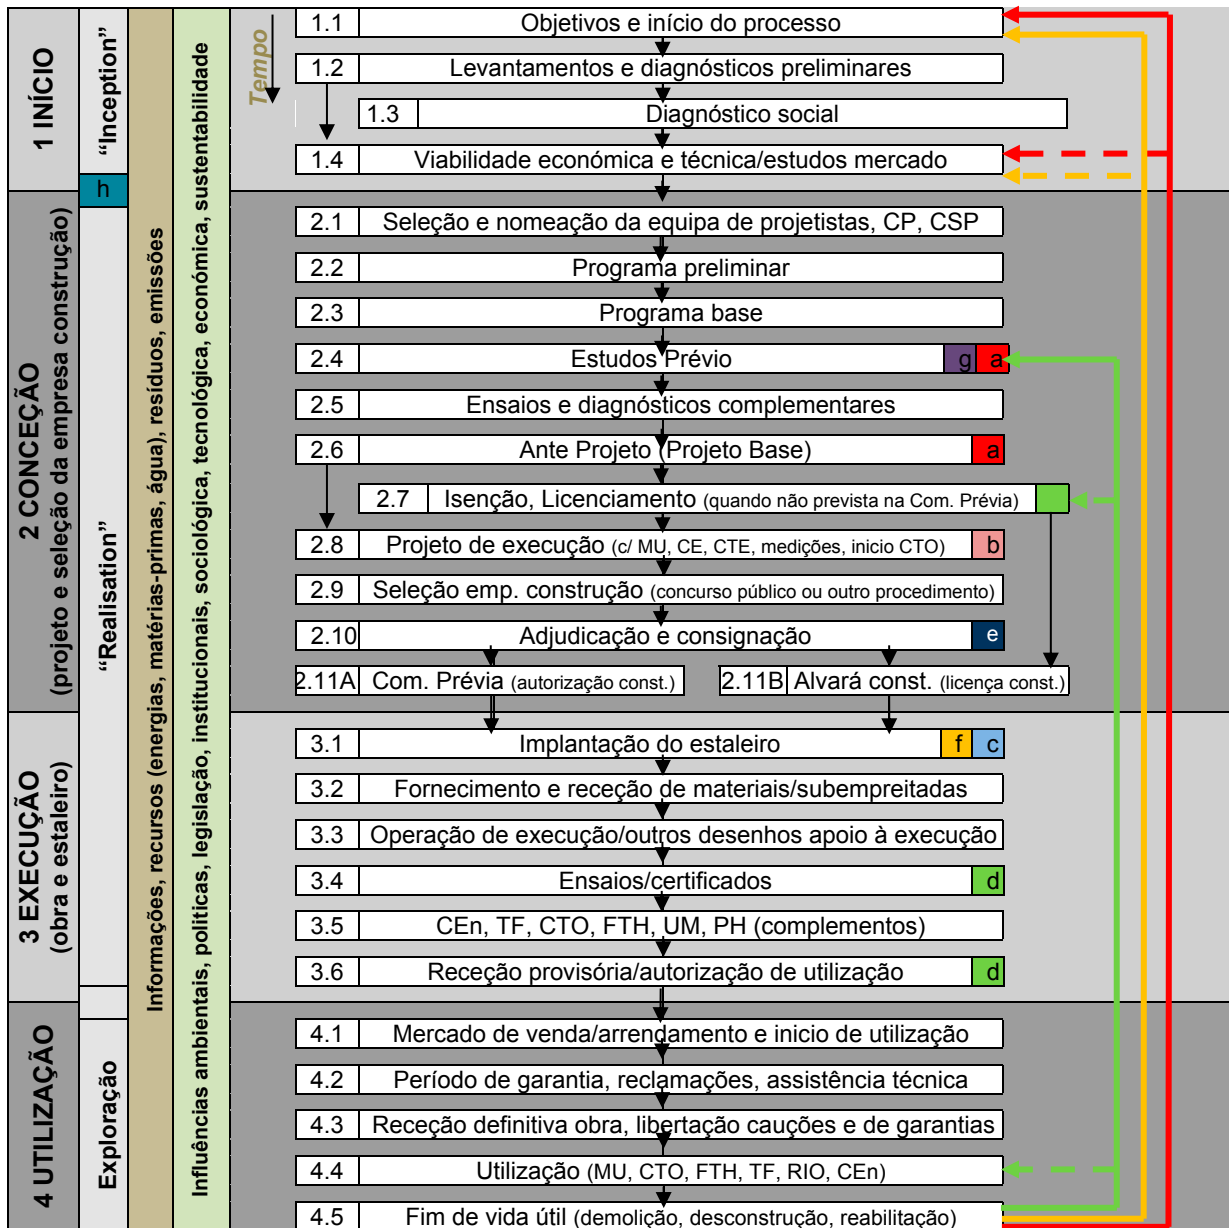 1 INÍCIO
“Inception”
h
2 CONCEÇÃO
(projeto e seleção da empresa construção)
“Realisation”
3 EXECUÇÃO
(obra e estaleiro)
4 UTILIZAÇÃO
Exploração
Informações, recursos (energias, matérias-primas, água), resíduos, emissões
Influências ambientais, politicas, legislação, institucionais, sociológica, tecnológica, económica, sustentabilidade
Tempo
1.1 Objetivos e início do processo
1.2 Levantamentos e diagnósticos preliminares
1.3 Diagnóstico social
1.4 Viabilidade económica e técnica/estudos mercado
2.1 Seleção e nomeação da equipa de projetistas, CP, CSP
2.2 Programa preliminar
2.3 Programa base
2.4 Estudos Prévio g a
2.5 Ensaios e diagnósticos complementares
2.6 Ante Projeto (Projeto Base) a
2.7 Isenção, Licenciamento (quando não prevista na Com. Prévia)
2.8 Projeto de execução (c/ MU, CE, CTE, medições, inicio CTO) b
2.9 Seleção emp. construção (concurso público ou outro procedimento)
2.10 Adjudicação e consignação e
2.11A Com. Prévia (autorização const.) 2.11B Alvará const. (licença const.)
3.1 Implantação do estaleiro f c
3.2 Fornecimento e receção de materiais/subempreitadas
3.3 Operação de execução/outros desenhos apoio à execução
3.4 Ensaios/certificados d
3.5 CEn, TF, CTO, FTH, UM, PH (complementos)
3.6 Receção provisória/autorização de utilização d
4.1 Mercado de venda/arrendamento e inicio de utilização
4.2 Período de garantia, reclamações, assistência técnica
4.3 Receção definitiva obra, libertação cauções e de garantias
4.4 Utilização (MU, CTO, FTH, TF, RIO, CEn)
4.5 Fim de vida útil (demolição, desconstrução, reabilitação)